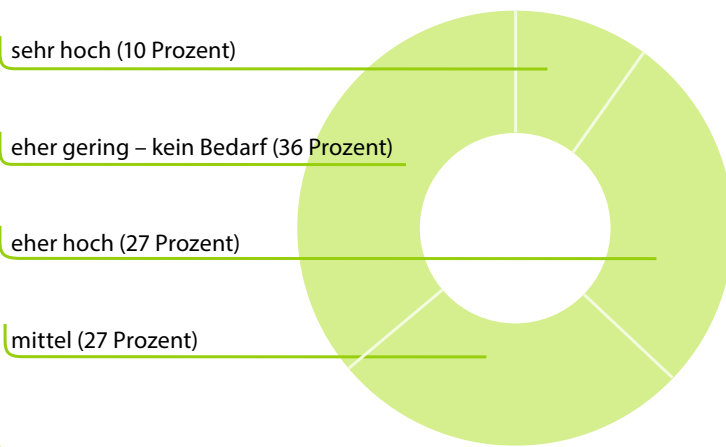 sehr hoch (10 Prozent)
eher gering – kein Bedarf (36 Prozent)
eher hoch (27 Prozent)
mittel (27 Prozent)